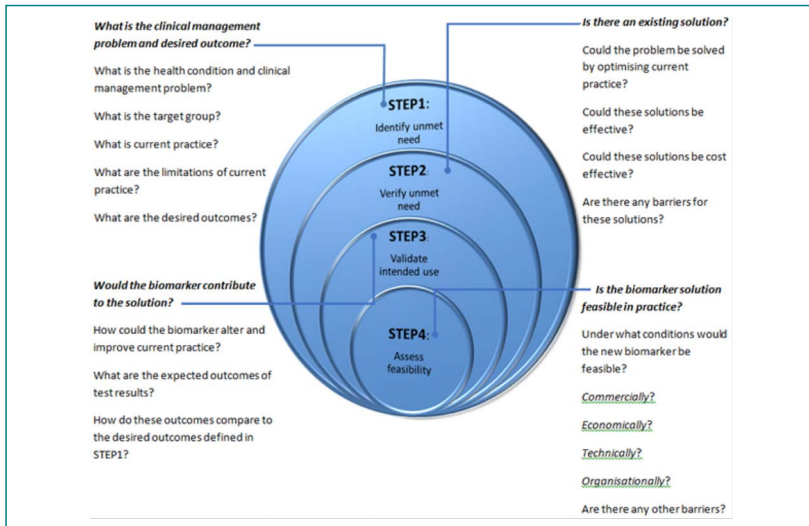 What is the clinical management
problem and desired outcome?
What is the health condition and clinical
management problem?
What is the target group?
What is current practice?
What are the limitations of current
practice?
What are the desired outcomes?
Is there an existing solution?
Could the problem be solved
by optimising current
practice?
Could these solutions be
effective?
Could these solutions be cost
effective?
Are there any barriers for
these solutions?
STEP1:
Identify unmet
need
STEP2:
Verify unmet
need
STEP3:
Validate
intended use
STEP4:
Assess
feasibility
Would the biomarker contribute
to the solution?
How could the biomarker alter and
improve current practice?
What are the expected outcomes of
test results?
How do these outcomes compare to
the desired outcomes defined in
STEP1?
Is the biomarker solution
feasible in practice?
Under what conditions would
the new biomarker be
feasible?
Commercially?
Economically?
Technically?
Organisationally?
Are there any other barriers?